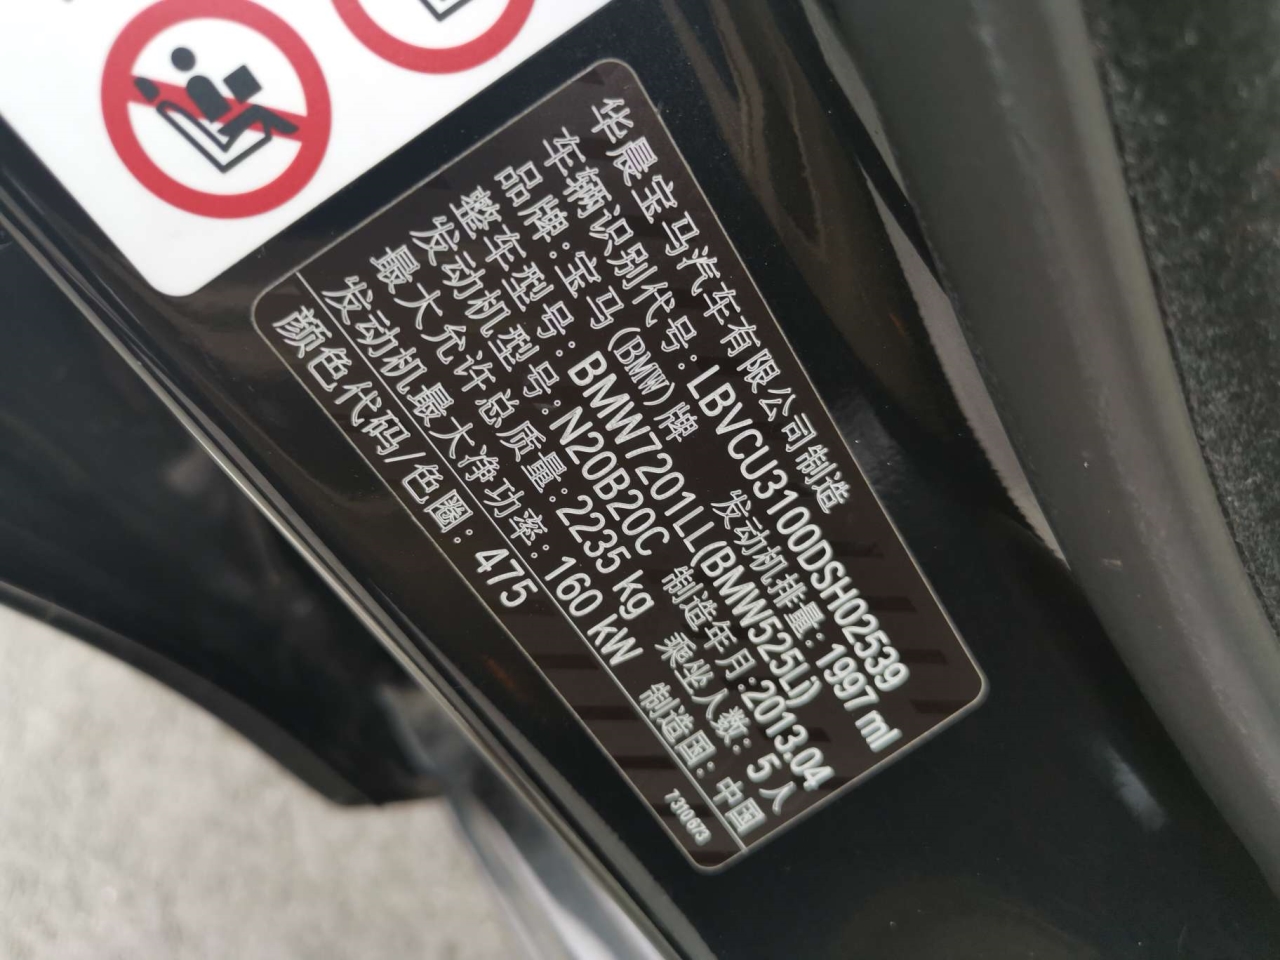 华晨宝马汽车有限公司制造
车辆识别代号:LBVCU3100DSH02539
品牌:宝马(BMW)牌 发动机排量:1997 ml
整车型号:BMW7201LL(BMW525Li)
发动机型号:N20B20C 制造年月:2013.04
最大允许总质量:2235 kg 乘坐人数:5人
发动机最大净功率:160 kW 制造国:中国
颜色代码/色圈:475
7310673